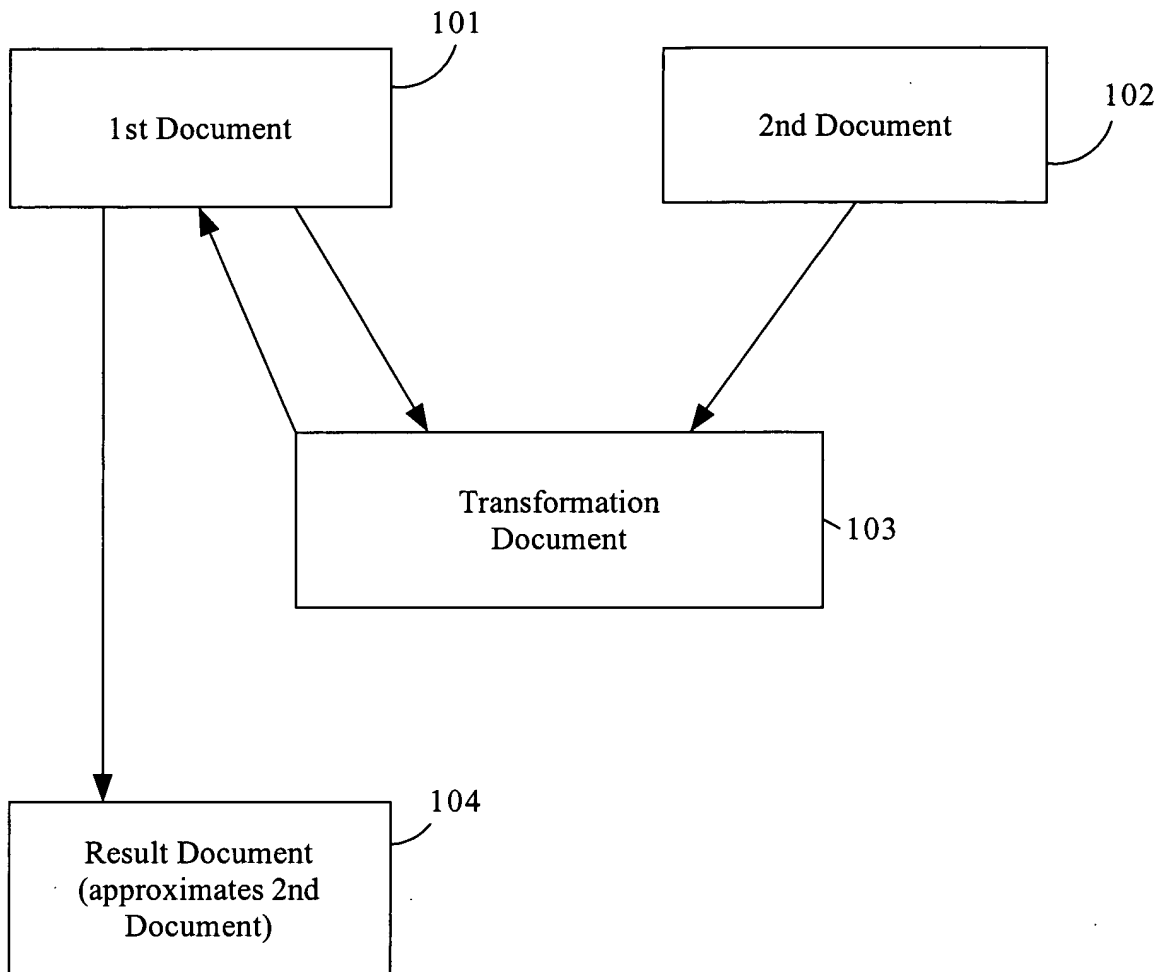 101
1st Document
2nd Document
102
Transformation
Document
103
104
Result Document
(approximates 2nd
Document)